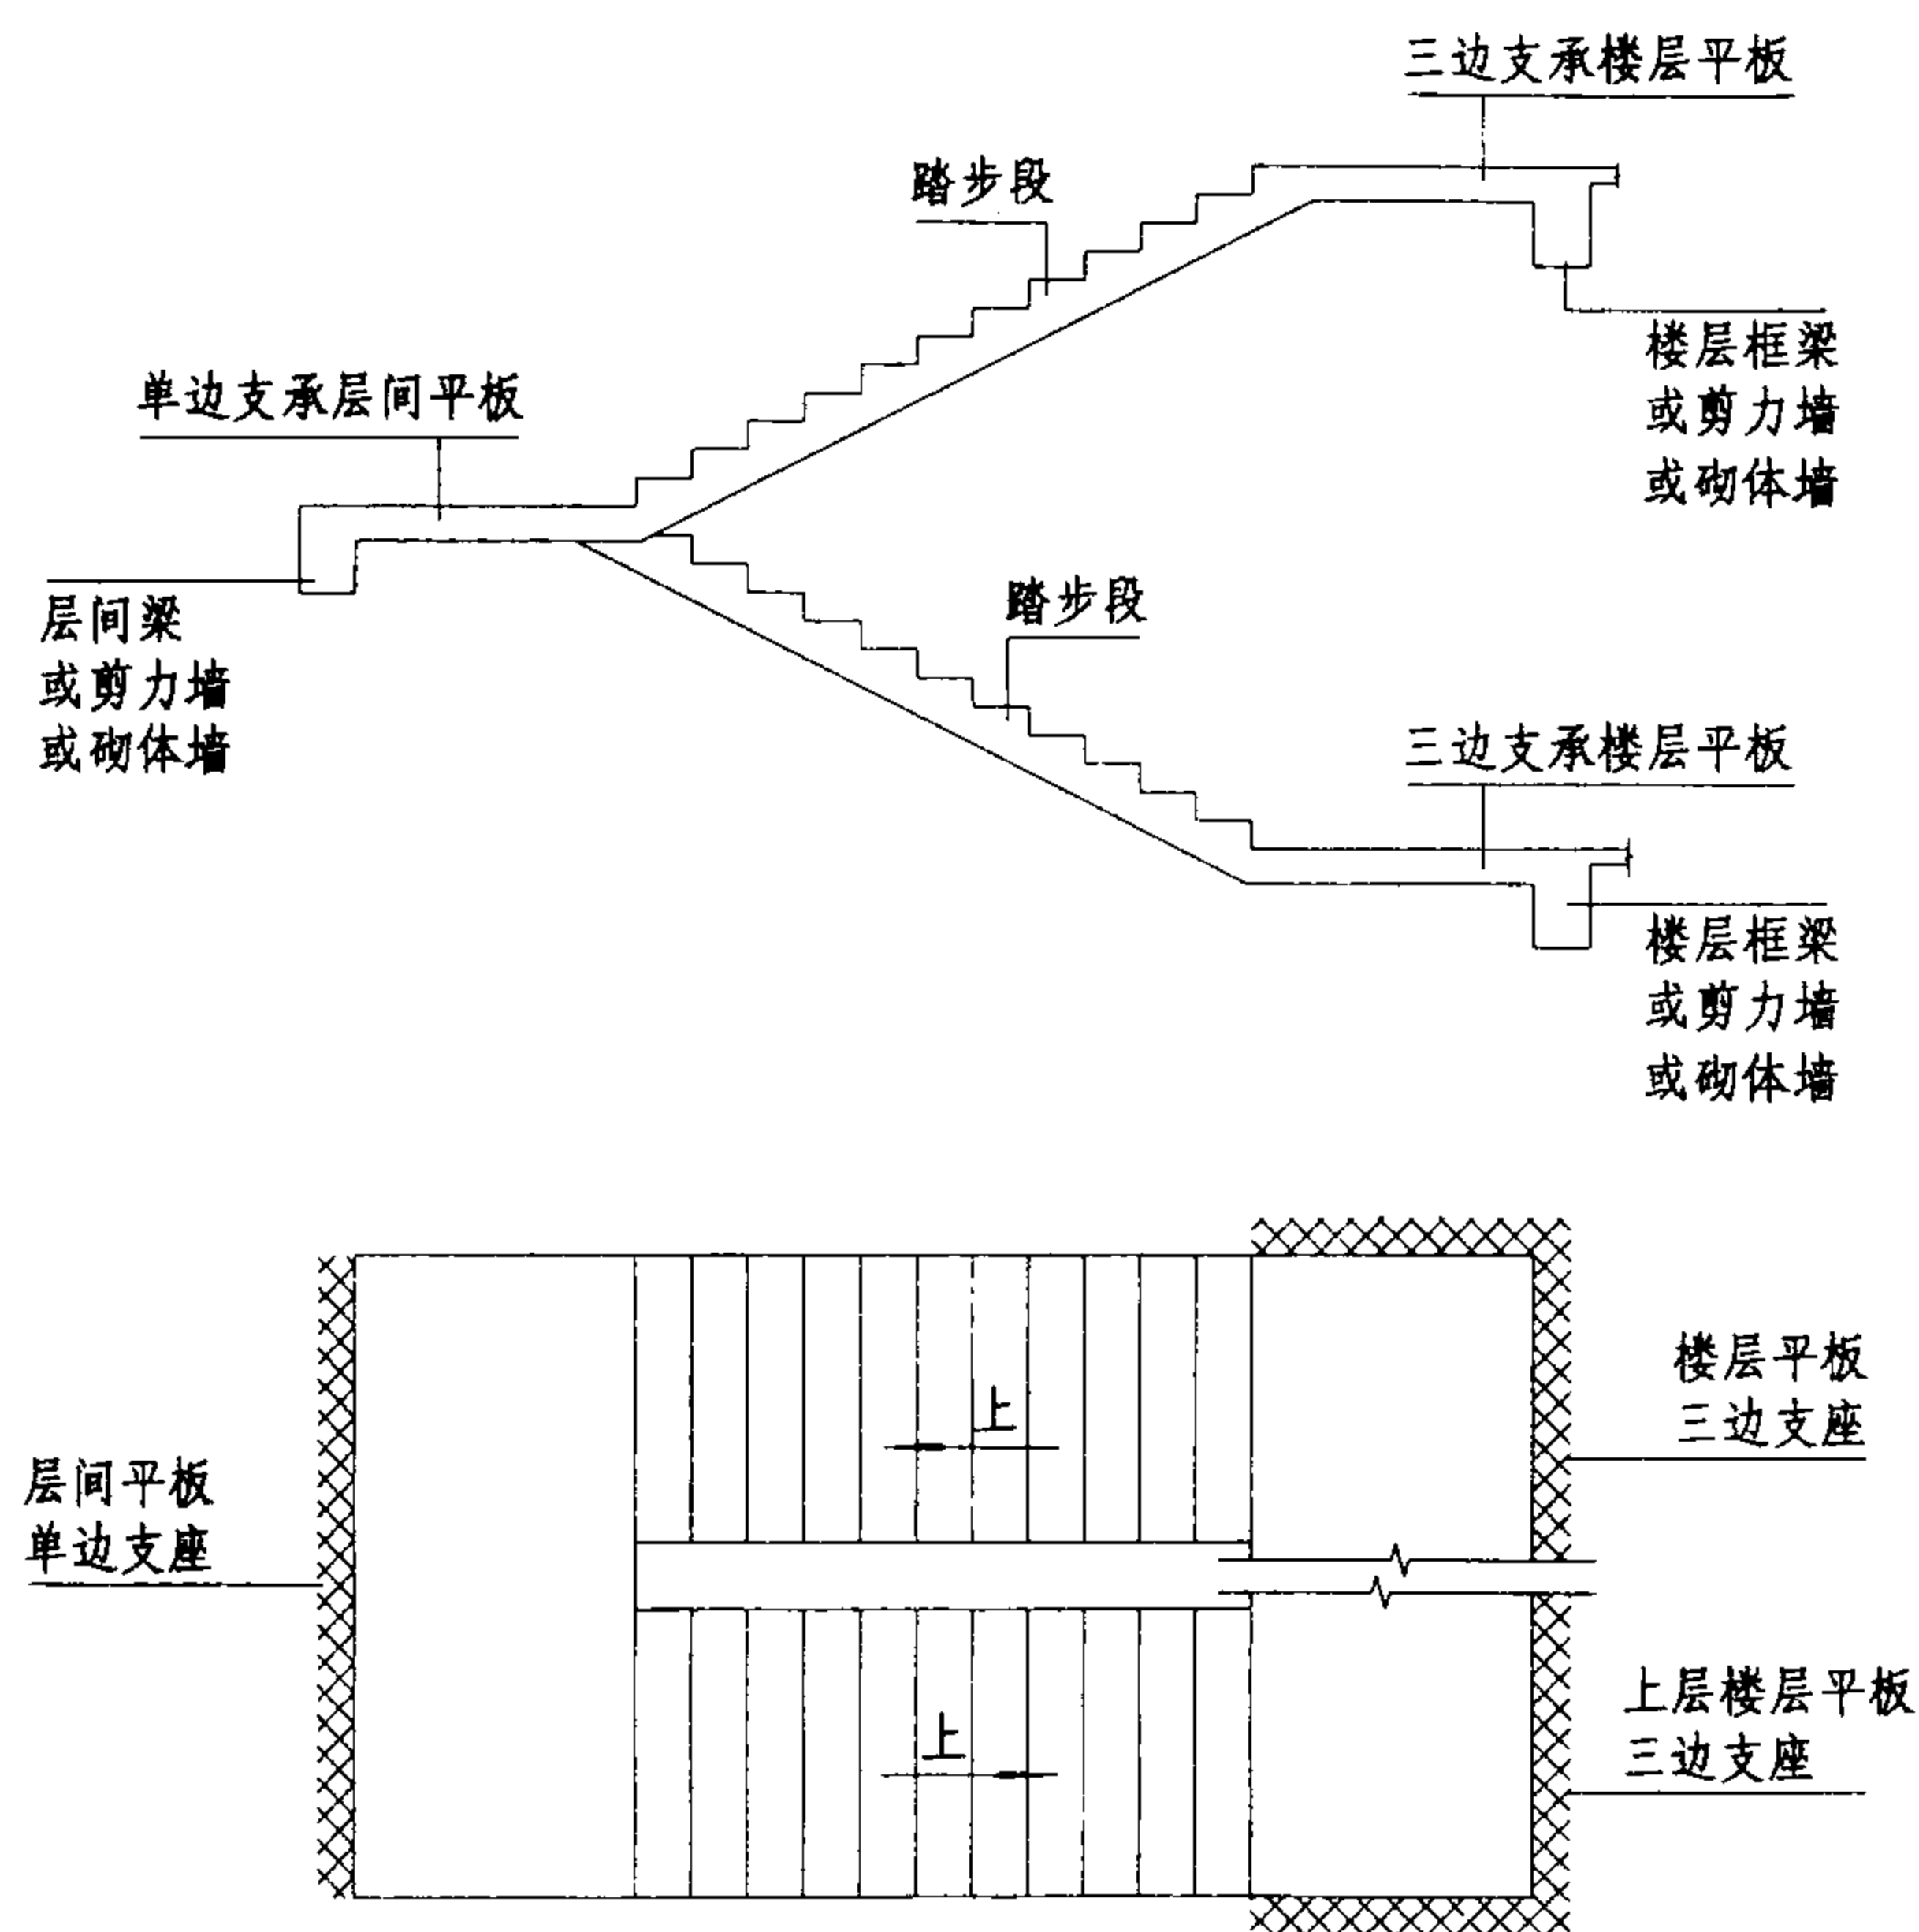 三边支承楼层平板
踏步段
楼层框梁
或剪力墙
或砌体墙
单边支承层间平板
层间梁
或剪力墙
或砌体墙
踏步段
三边支承楼层平板
楼层框梁
或剪力墙
或砌体墙
楼层平板
三边支座
上
层间平板
单边支座
上层楼层平板
三边支座
上